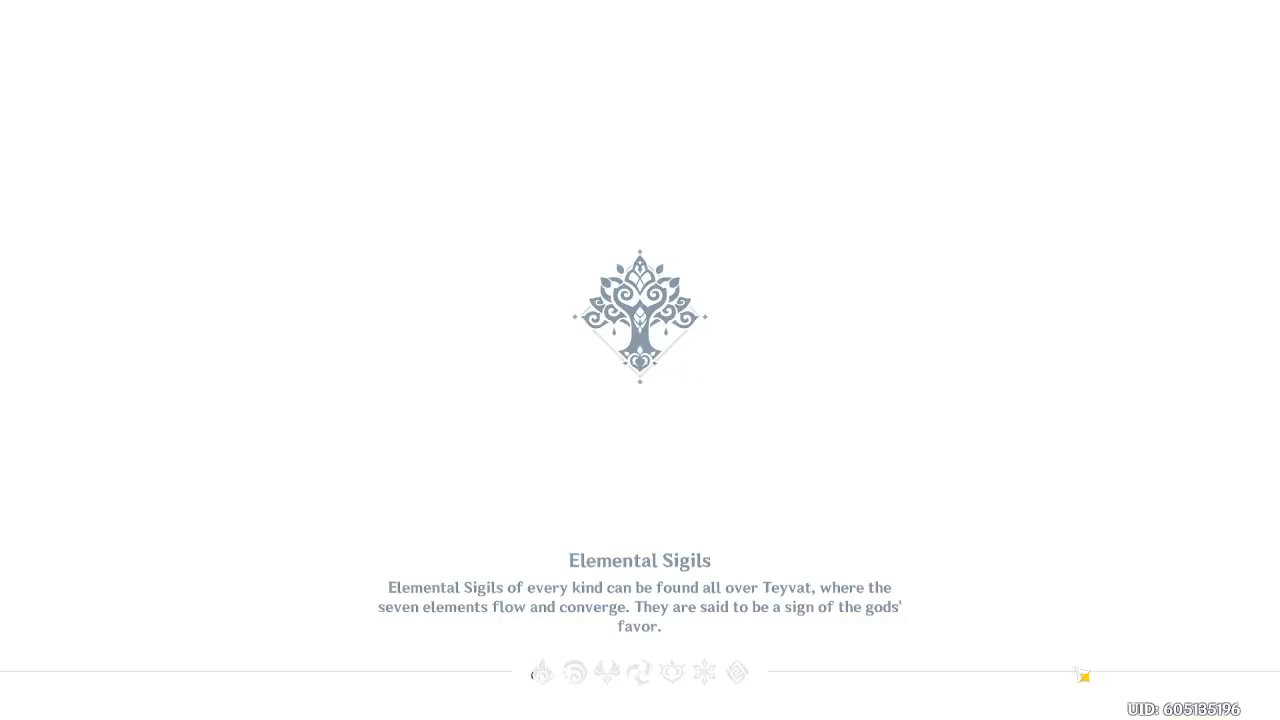 Elemental Sigils
Elemental Sigils of every kind can be found all over Teyvat, where the
seven elements flow and converge. They are said to be a sign of the gods'
favor.
UID: 605135196